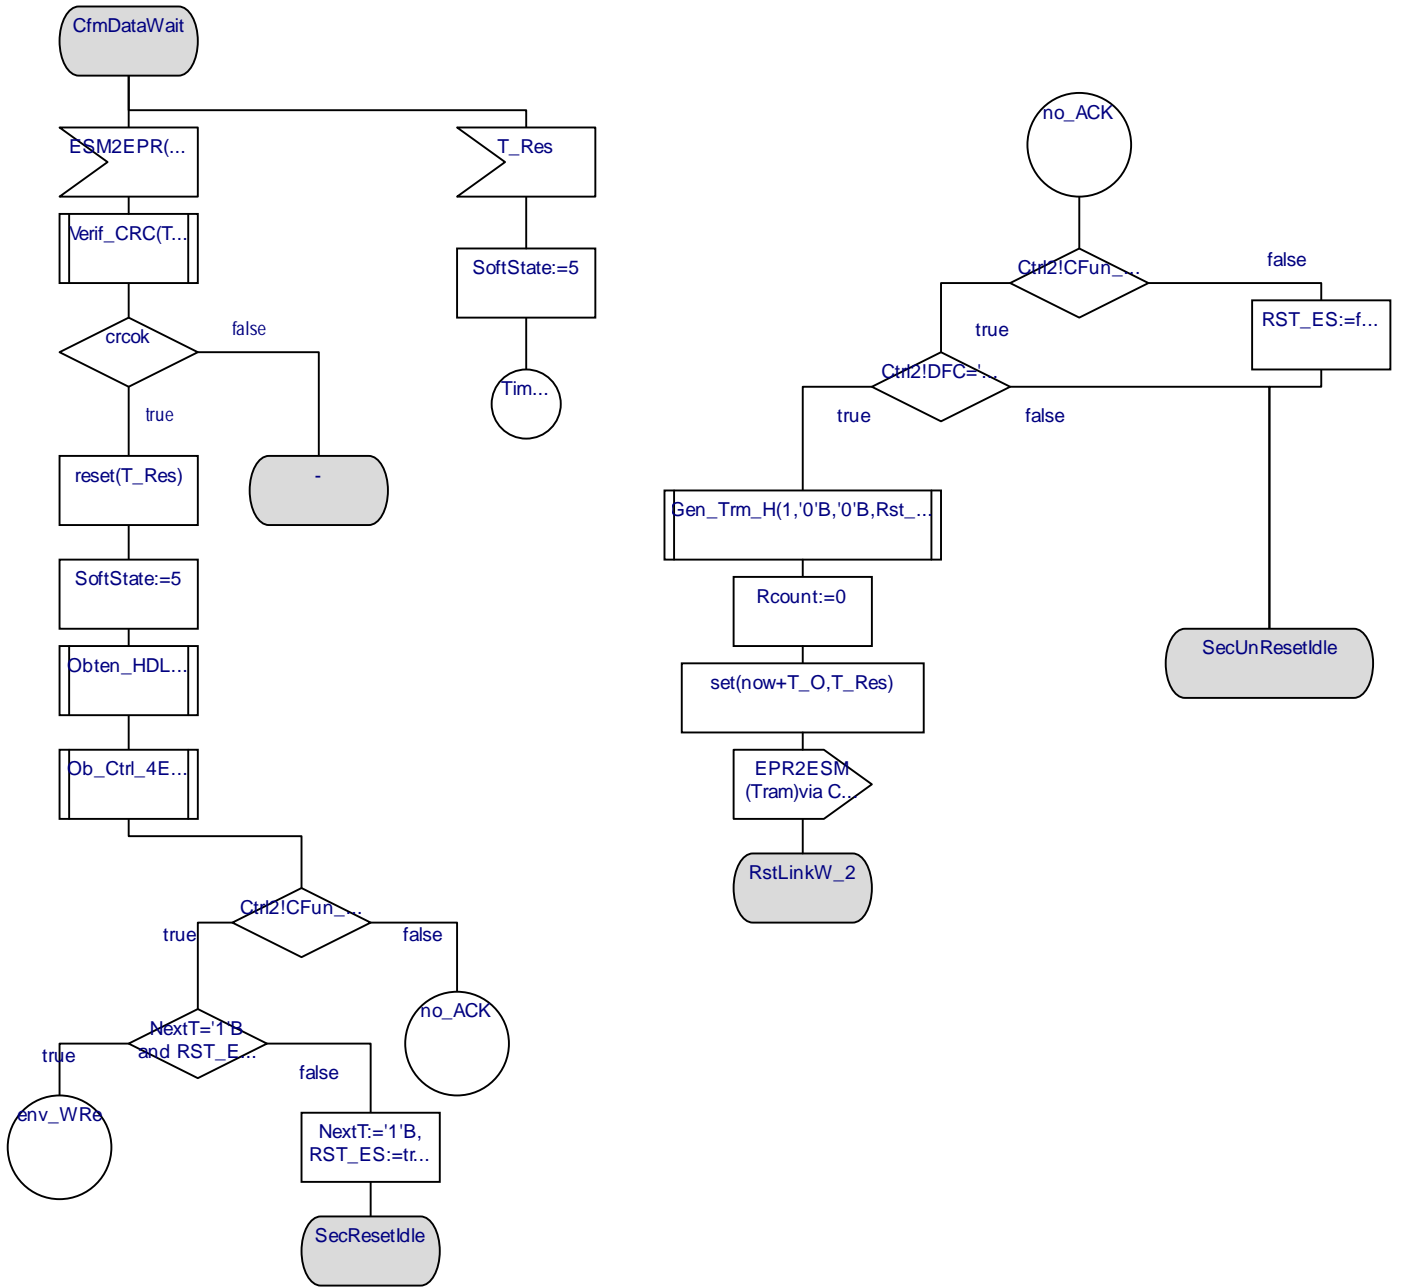 CfmDataWait
ESM2EPR(...
Verif_CRC(T...
crcok
false
true
reset(T_Res)
-
SoftState:=5
Obten_HDL...
Ob_Ctrl_4E...
Ctrl2!CFun_...
true
false
no_ACK
NextT='1'B
and RST_E...
true
false
env_WRe
NextT:='1'B,
RST_ES:=tr...
SecResetIdle
T_Res
SoftState:=5
Tim...
no_ACK
Ctrl2!CFun_...
false
true
RST_ES:=f...
Ctrl2!DFC='...
true
false
Gen_Trm_H(1,'0'B,'0'B,Rst_...
Rcount:=0
set(now+T_O,T_Res)
EPR2ESM
(Tram)via C...
RstLinkW_2
SecUnResetIdle